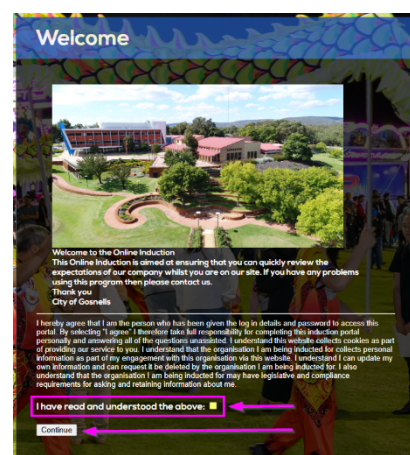 Welcome
Welcome to the Online Induction
This Online Induction is aimed at ensuring that you can quickly review the
expectations of our company whilst you are on our site. If you have any problems
using this program then please contact us.
Thank you
City of Gosnells
I hereby agree that I am the person who has been given the log in details and password to access this
portal. By selecting "I agree" I therefore take full responsibility for completing this induction portal
personally and answering all of the questions unassisted. I understand this website collects cookies as part
of providing our service to you. I understand that the organisation I am being inducted for collects personal
information as part of my engagement with this organisation via this website. I understand I can update my
own information and can request it be deleted by the organisation I am being inducted for. I also
understand that the organisation I am being inducted for may have legislative and compliance
requirements for asking and retaining information about me.
I have read and understood the above:
Continue